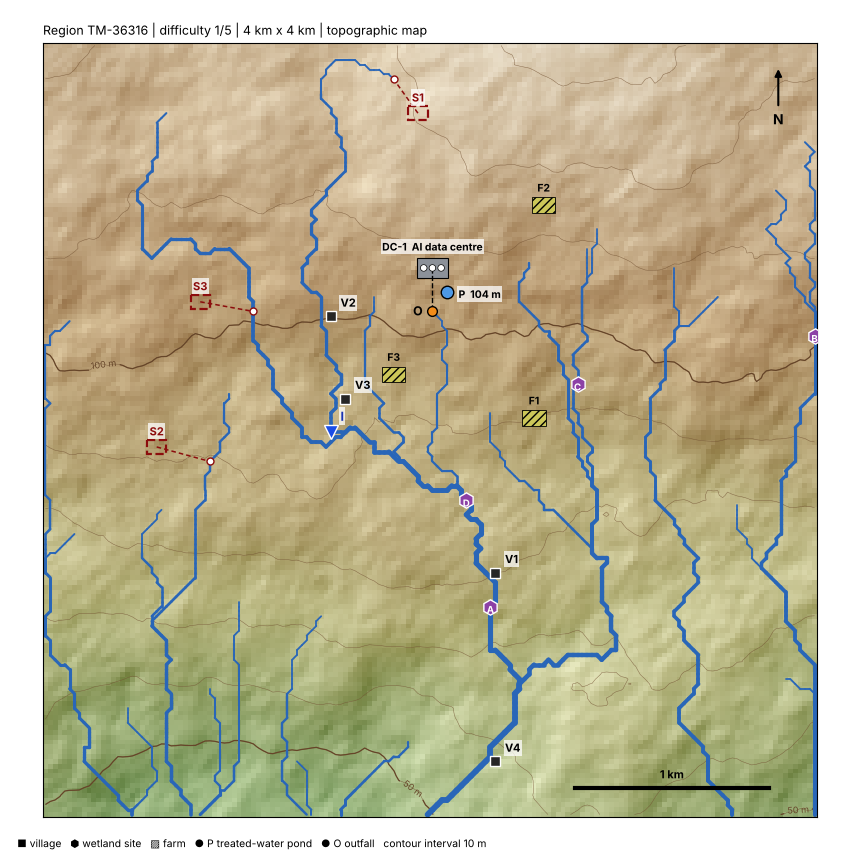 Region TM-36316 | difficulty 1/5 | 4 km x 4 km | topographic map
S1
N
F2
DC-1 AI data centre
S3
P 104 m
V2
O
B
100 m
F3
V3
C
I
F1
S2
D
V1
A
V4
1 km
50 m
50 m
village wetland site farm P treated-water pond O outfall contour interval 10 m